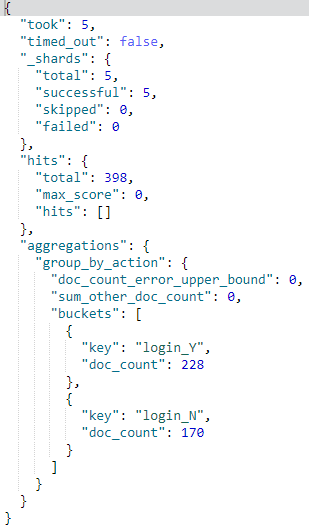 {
  "took": 5,
  "timed_out": false,
  "_shards": {
    "total": 5,
    "successful": 5,
    "skipped": 0,
    "failed": 0
  },
  "hits": {
    "total": 398,
    "max_score": 0,
    "hits": []
  },
  "aggregations": {
    "group_by_action": {
      "doc_count_error_upper_bound": 0,
      "sum_other_doc_count": 0,
      "buckets": [
        {
          "key": "login_Y",
          "doc_count": 228
        },
        {
          "key": "login_N",
          "doc_count": 170
        }
      ]
    }
  }
}